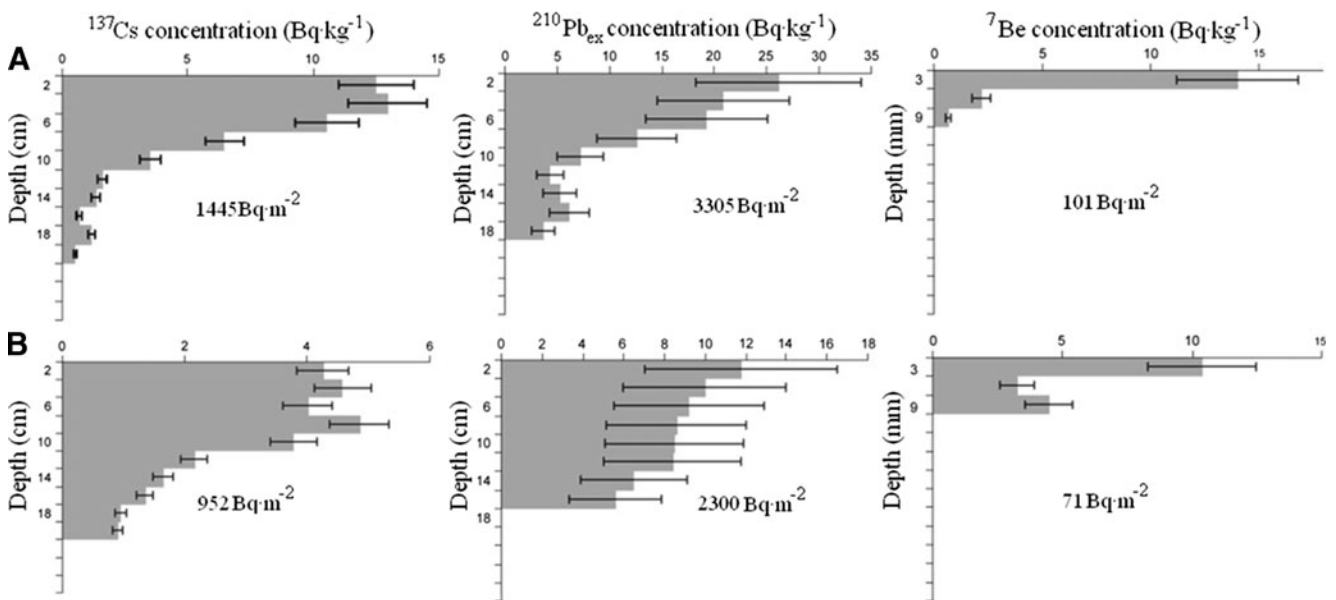 ¹³⁷Cs concentration (Bq·kg⁻¹)
²¹⁰Pbₑₓ concentration (Bq·kg⁻¹)
⁷Be concentration (Bq·kg⁻¹)
A
0 5 10 15
0 5 10 15 20 25 30 35
0 5 10 15
Depth (cm)
2
6
10
14
18
1445Bq·m⁻²
Depth (cm)
2
6
10
14
18
3305Bq·m⁻²
Depth (mm)
3
9
101Bq·m⁻²
B
0 2 4 6
0 2 4 6 8 10 12 14 16 18
0 5 10 15
Depth (cm)
2
6
10
14
18
952Bq·m⁻²
Depth (cm)
2
6
10
14
18
2300Bq·m⁻²
Depth (mm)
3
9
71Bq·m⁻²